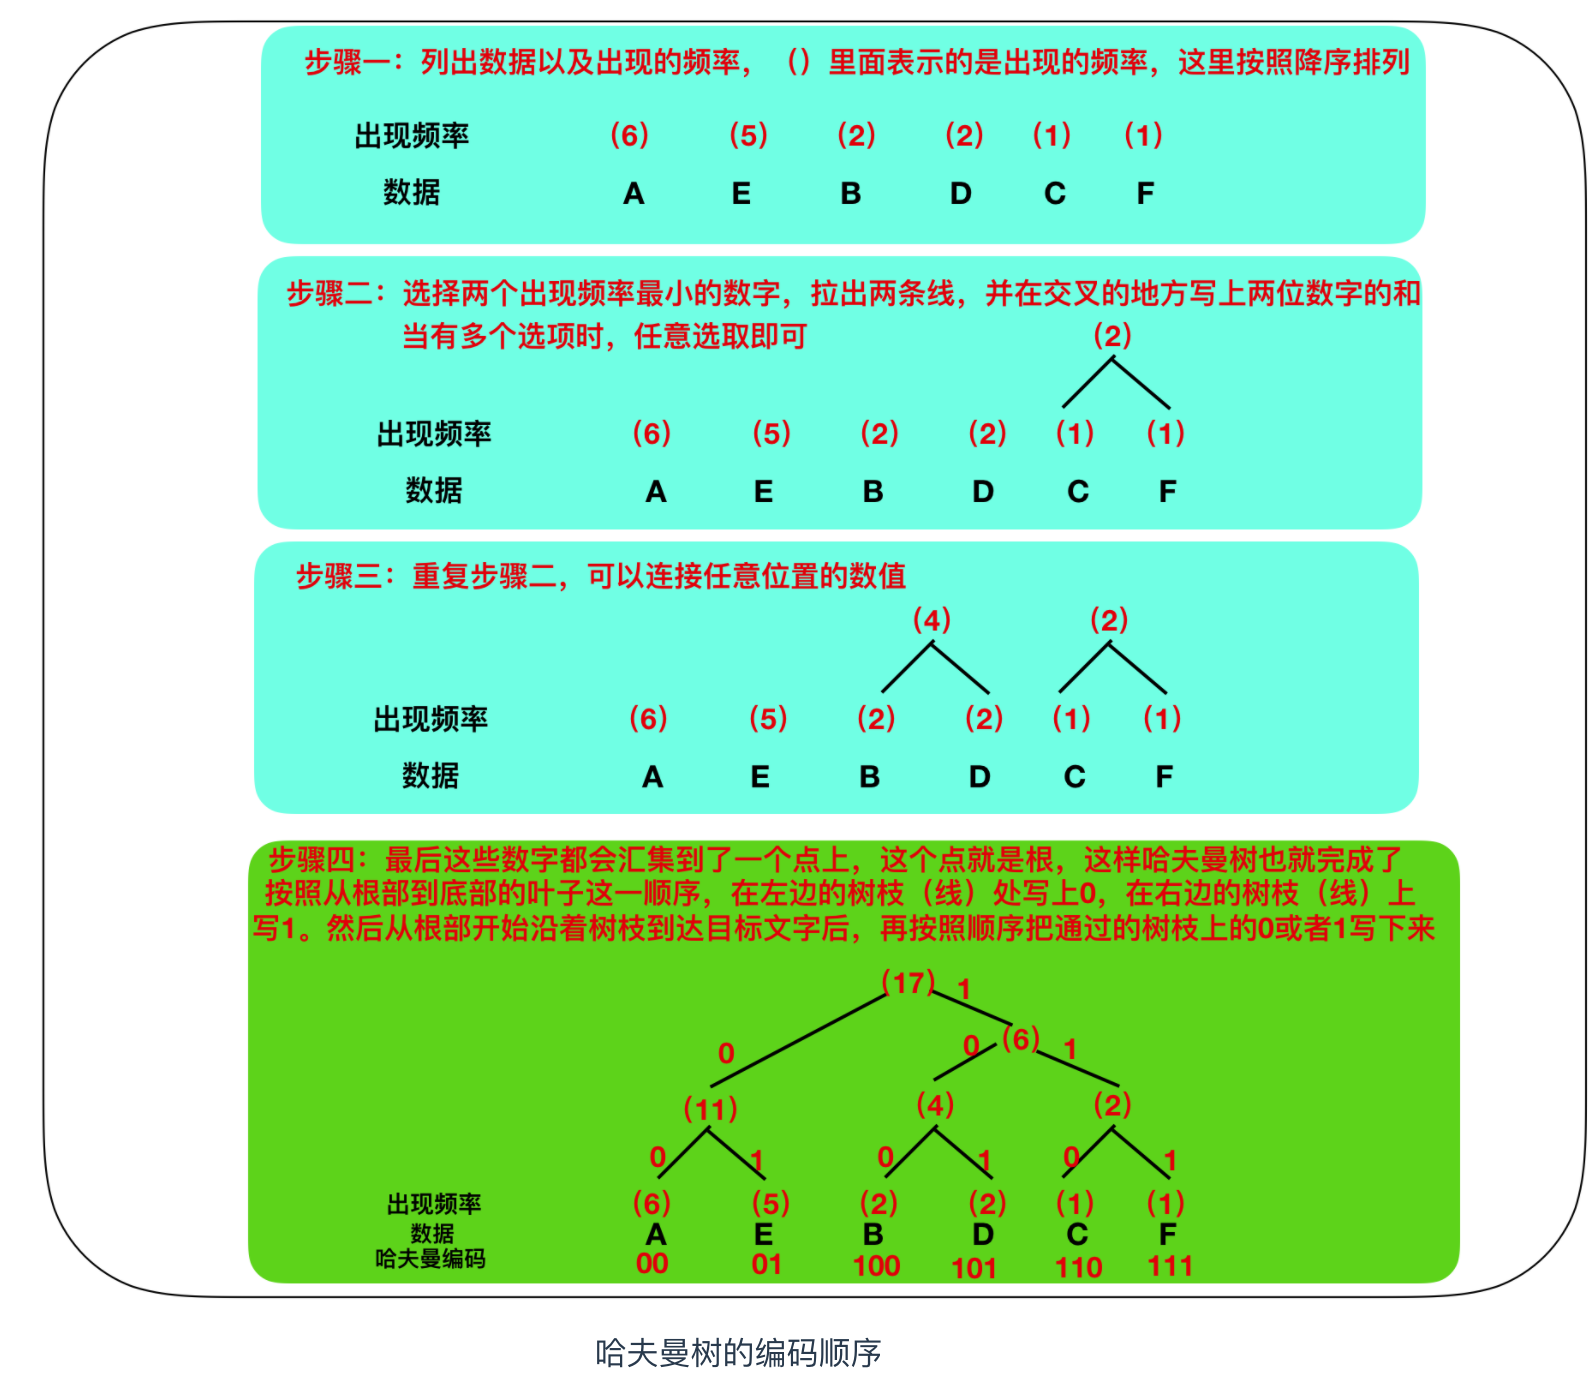 步骤一：列出数据以及出现的频率，（）里面表示的是出现的频率，这里按照降序排列
出现频率 （6） （5） （2） （2） （1） （1）
数据 A E B D C F
步骤二：选择两个出现频率最小的数字，拉出两条线，并在交叉的地方写上两位数字的和
当有多个选项时，任意选取即可 （2）
出现频率 （6） （5） （2） （2） （1） （1）
数据 A E B D C F
步骤三：重复步骤二，可以连接任意位置的数值
（4） （2）
出现频率 （6） （5） （2） （2） （1） （1）
数据 A E B D C F
步骤四：最后这些数字都会汇集到了一个点上，这个点就是根，这样哈夫曼树也就完成了
按照从根部到底部的叶子这一顺序，在左边的树枝（线）处写上0，在右边的树枝（线）上
写1。然后从根部开始沿着树枝到达目标文字后，再按照顺序把通过的树枝上的0或者1写下来
（17） 1
0 0 （6） 1
（11） （4） （2）
0 1 0 1 0 1
出现频率 （6） （5） （2） （2） （1） （1）
数据 A E B D C F
哈夫曼编码 00 01 100 101 110 111
哈夫曼树的编码顺序